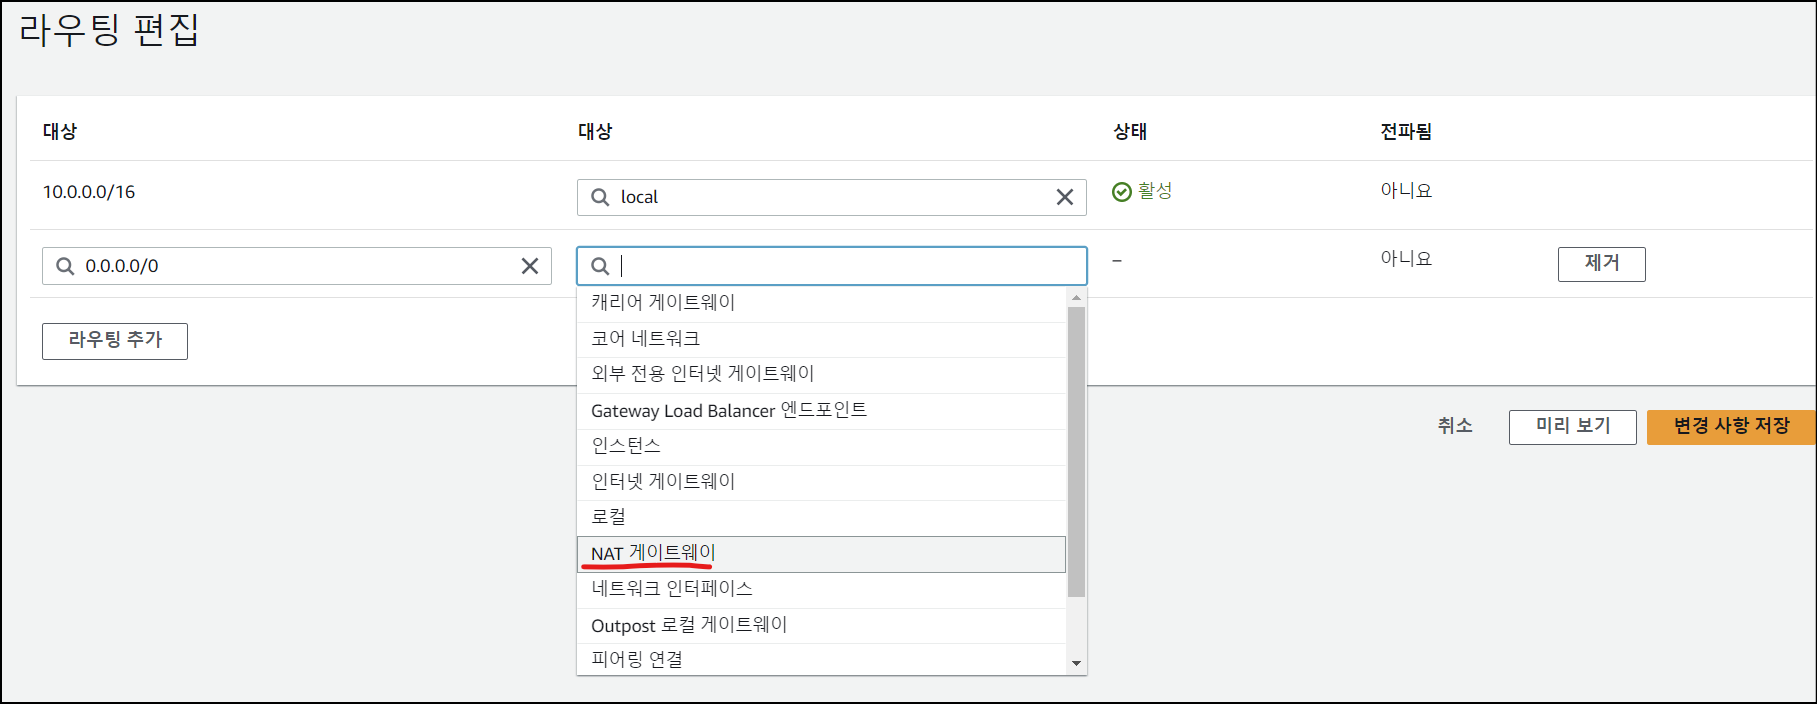 라우팅 편집
대상 대상 상태 전파됨
10.0.0.0/16 local 활성 아니요
0.0.0.0/0 – 아니요 제거
라우팅 추가
캐리어 게이트웨이
코어 네트워크
외부 전용 인터넷 게이트웨이
Gateway Load Balancer 엔드포인트
인스턴스
인터넷 게이트웨이
로컬
NAT 게이트웨이
네트워크 인터페이스
Outpost 로컬 게이트웨이
피어링 연결
취소 미리 보기 변경 사항 저장